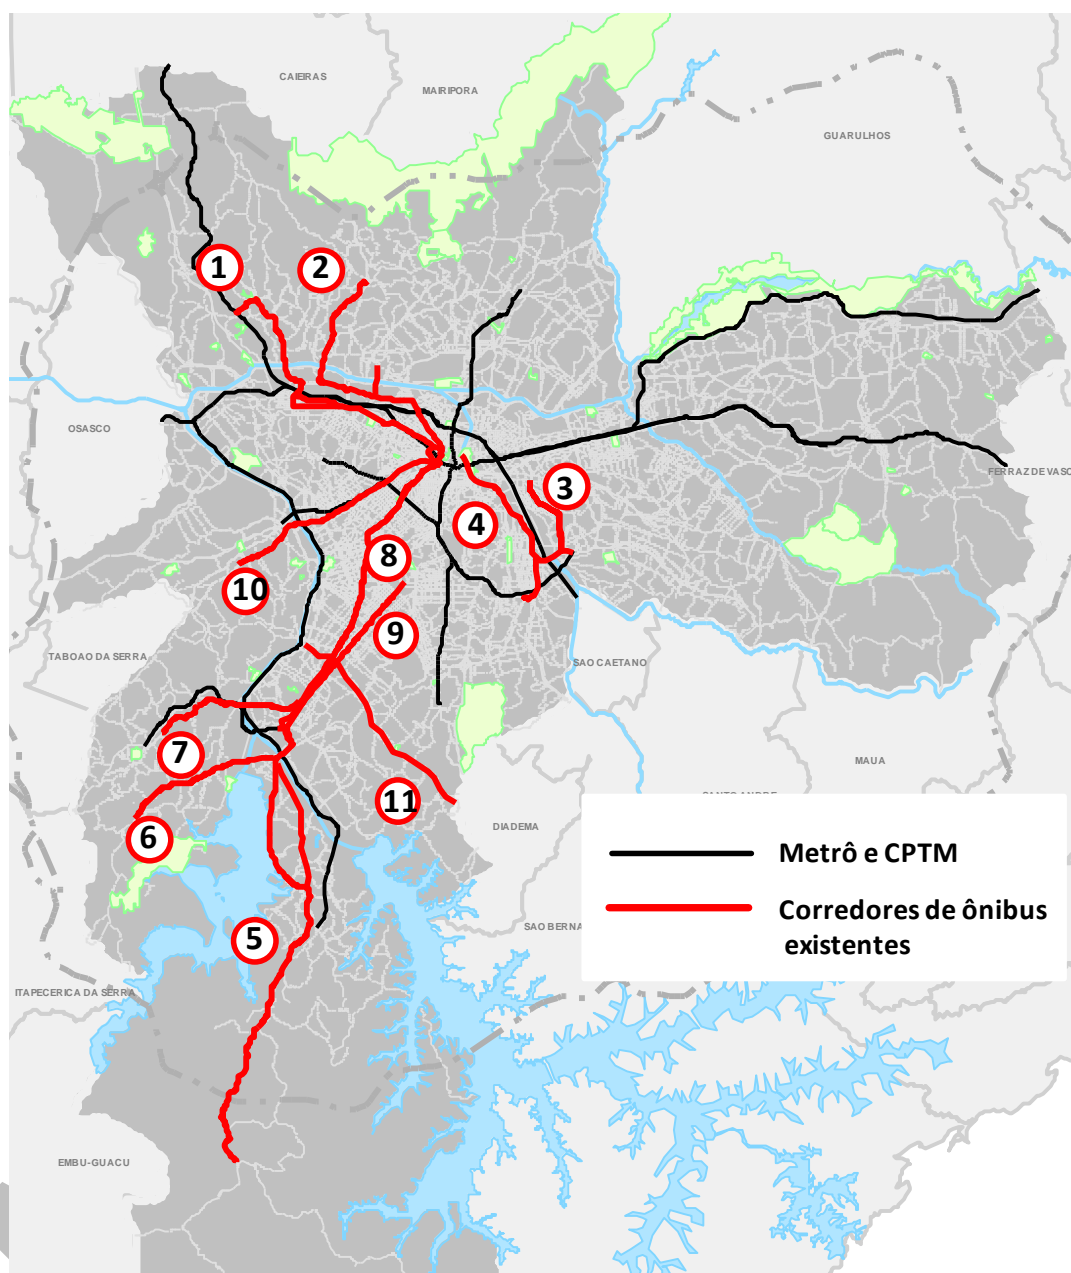 CAIEIRAS
MAIRIPORA
GUARULHOS
1
2
OSASCO
FERRAZ DE VASC
3
4
8
10
9
TABOAO DA SERRA
SAO CAETANO
7
MAUA
11
DIADEMA
6
Metrô e CPTM
Corredores de ônibus
existentes
SAO BERNA
5
ITAPECERICA DA SERRA
EMBU-GUACU